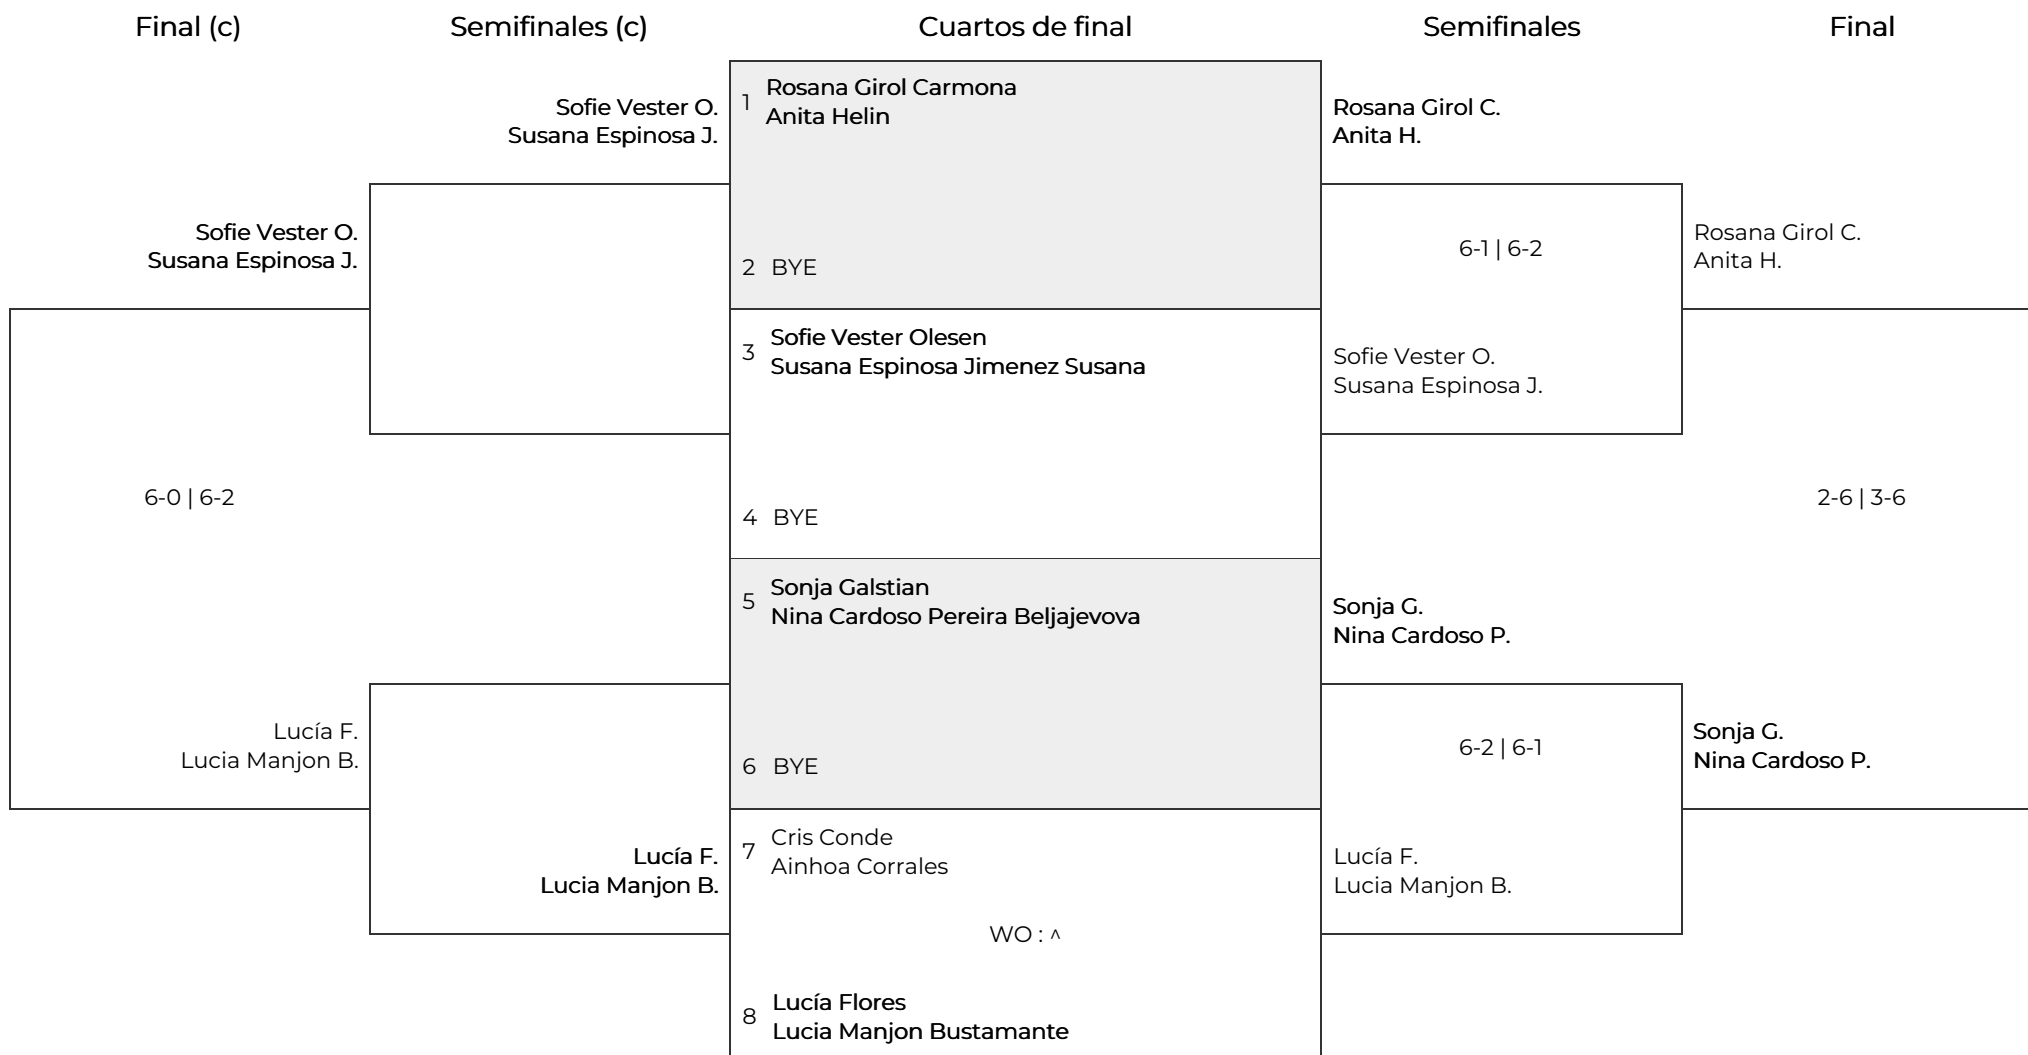 Final (c) Semifinales (c) Cuartos de final Semifinales Final
Sofie Vester O.
Susana Espinosa J.
1 Rosana Girol Carmona
Anita Helin
Rosana Girol C.
Anita H.
Sofie Vester O.
Susana Espinosa J.
2 BYE
6-1 | 6-2
Rosana Girol C.
Anita H.
3 Sofie Vester Olesen
Susana Espinosa Jimenez Susana
Sofie Vester O.
Susana Espinosa J.
6-0 | 6-2
4 BYE
2-6 | 3-6
5 Sonja Galstian
Nina Cardoso Pereira Beljajevova
Sonja G.
Nina Cardoso P.
Lucía F.
Lucia Manjon B.
6 BYE
6-2 | 6-1
Sonja G.
Nina Cardoso P.
Lucía F.
Lucia Manjon B.
7 Cris Conde
Ainhoa Corrales
Lucía F.
Lucia Manjon B.
WO : ^
8 Lucía Flores
Lucia Manjon Bustamante